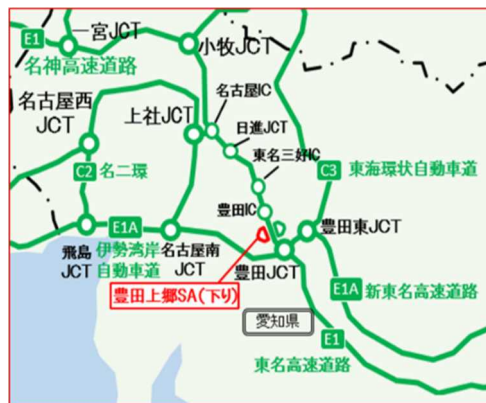 一宮JCT
E1
小牧JCT
名神高速道路
名古屋IC
名古屋西
JCT
上社JCT
日進JCT
東名三好IC
C2
名二環
C3
東海環状自動車道
豊田IC
豊田東JCT
E1A
飛島
JCT
伊勢湾岸
自動車道
名古屋南
JCT
豊田JCT
豊田上郷SA(下り)
E1A
新東名高速道路
愛知県
E1
東名高速道路